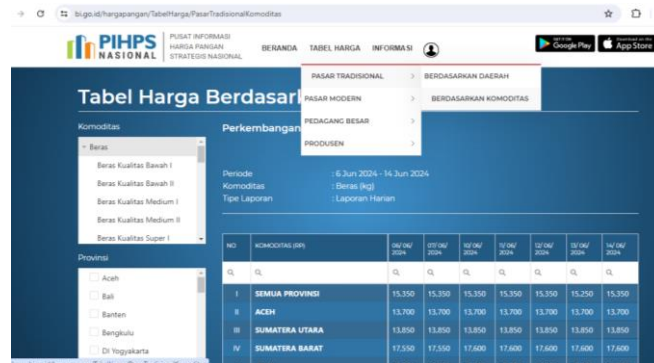 bi.go.id/hargapangan/TabelHarga/PasarTradisionalKomoditas
PIHPS
NASIONAL
PUSAT INFORMASI
HARGA PANGAN
STRATEGIS NASIONAL
BERANDA TABEL HARGA INFORMASI
GET IT ON
Google Play
Download on the
App Store
PASAR TRADISIONAL > BERDASARKAN DAERAH
PASAR MODERN > BERDASARKAN KOMODITAS
PEDAGANG BESAR >
PRODUSEN >
Tabel Harga Berdasar
Komoditas
Beras
Beras Kualitas Bawah I
Beras Kualitas Bawah II
Beras Kualitas Medium I
Beras Kualitas Medium II
Beras Kualitas Super I
Provinsi
Aceh
Bali
Banten
Bengkulu
DI Yogyakarta
Perkembangan
Periode : 6 Jun 2024 - 14 Jun 2024
Komoditas : Beras (kg)
Tipe Laporan : Laporan Harian
NO KOMODITAS (RP) 06/06/2024 07/06/2024 10/06/2024 11/06/2024 12/06/2024 13/06/2024 14/06/2024
I SEMUA PROVINSI 15,350 15,350 15,350 15,350 15,350 15,250 15,350
II ACEH 13,700 13,700 13,700 13,700 13,700 13,700 13,700
III SUMATERA UTARA 13,850 13,850 13,850 13,850 13,850 13,850 13,850
IV SUMATERA BARAT 17,550 17,600 17,600 17,600 17,600 17,600 17,600